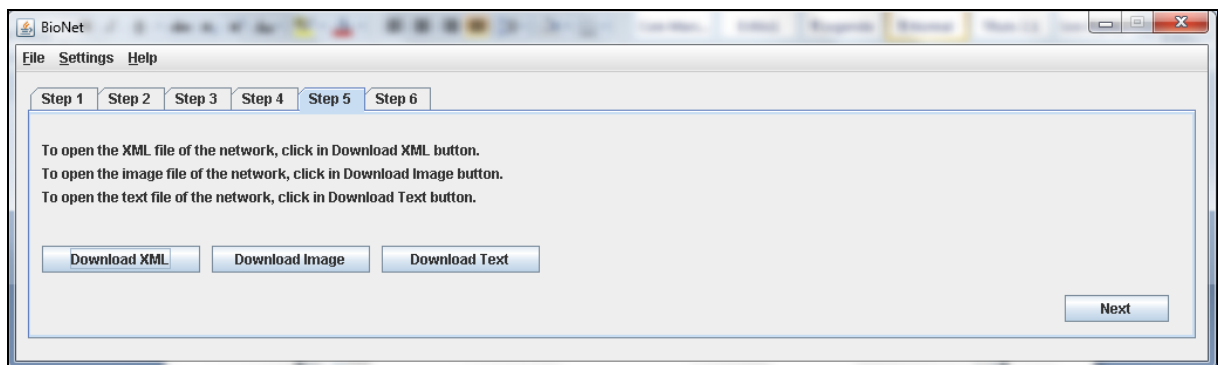 BioNet
File Settings Help
Step 1 Step 2 Step 3 Step 4 Step 5 Step 6
To open the XML file of the network, click in Download XML button.
To open the image file of the network, click in Download Image button.
To open the text file of the network, click in Download Text button.
Download XML Download Image Download Text
Next